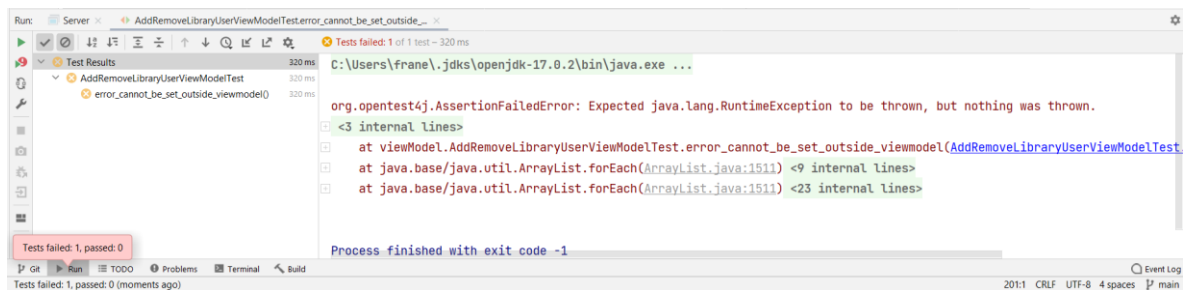 Run: Server × AddRemoveLibraryUserViewModelTest.error_cannot_be_set_outside_... ×
Tests failed: 1 of 1 test – 320 ms
Test Results 320 ms
AddRemoveLibraryUserViewModelTest 320 ms
error_cannot_be_set_outside_viewmodel() 320 ms
C:\Users\frane\.jdks\openjdk-17.0.2\bin\java.exe ...
org.opentest4j.AssertionFailedError: Expected java.lang.RuntimeException to be thrown, but nothing was thrown.
<3 internal lines>
at viewModel.AddRemoveLibraryUserViewModelTest.error_cannot_be_set_outside_viewmodel(AddRemoveLibraryUserViewModelTest.
at java.base/java.util.ArrayList.forEach(ArrayList.java:1511) <9 internal lines>
at java.base/java.util.ArrayList.forEach(ArrayList.java:1511) <23 internal lines>
Process finished with exit code -1
Tests failed: 1, passed: 0
Git Run TODO Problems Terminal Build Event Log
Tests failed: 1, passed: 0 (moments ago) 201:1 CRLF UTF-8 4 spaces main